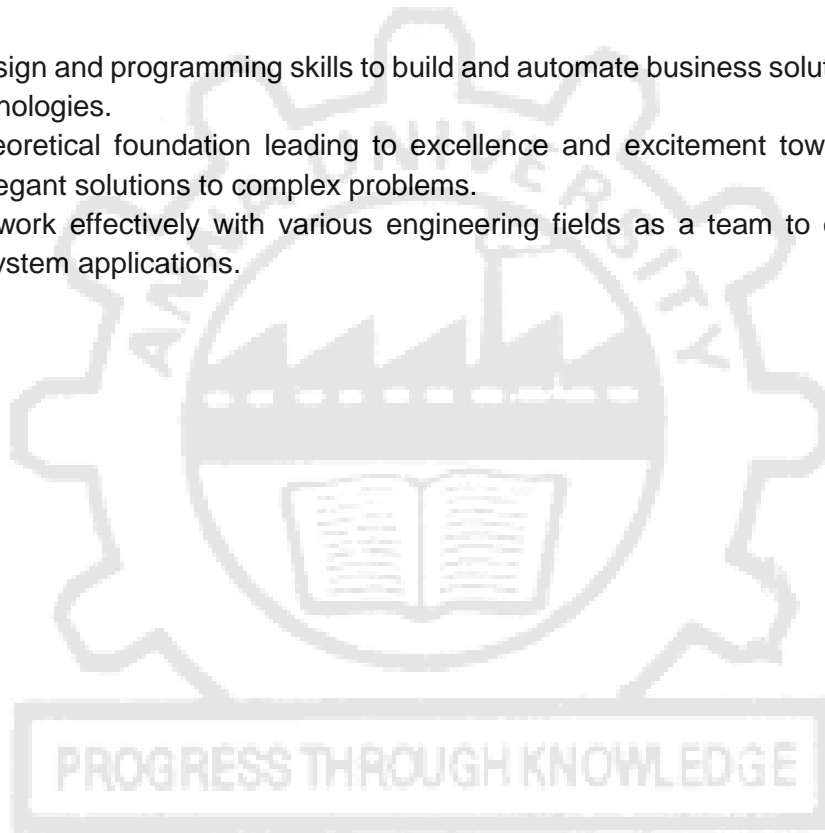 sign and programming skills to build and automate business solut
nologies.
eoretical foundation leading to excellence and excitement tow
egant solutions to complex problems.
work effectively with various engineering fields as a team to
ystem applications.
ANNA UNIVERSITY
PROGRESS THROUGH KNOWLEDGE